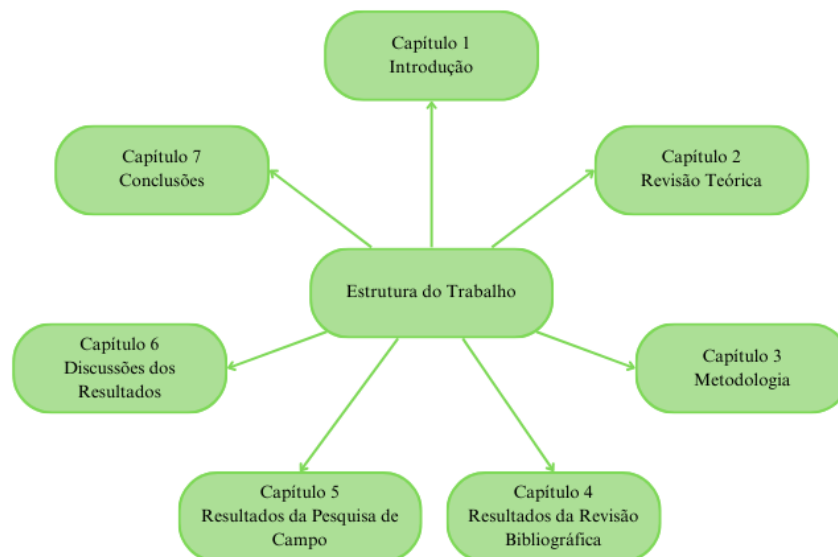 Capítulo 1
Introdução
Capítulo 7
Conclusões
Capítulo 2
Revisão Teórica
Estrutura do Trabalho
Capítulo 6
Discussões dos
Resultados
Capítulo 3
Metodologia
Capítulo 5
Resultados da Pesquisa de
Campo
Capítulo 4
Resultados da Revisão
Bibliográfica